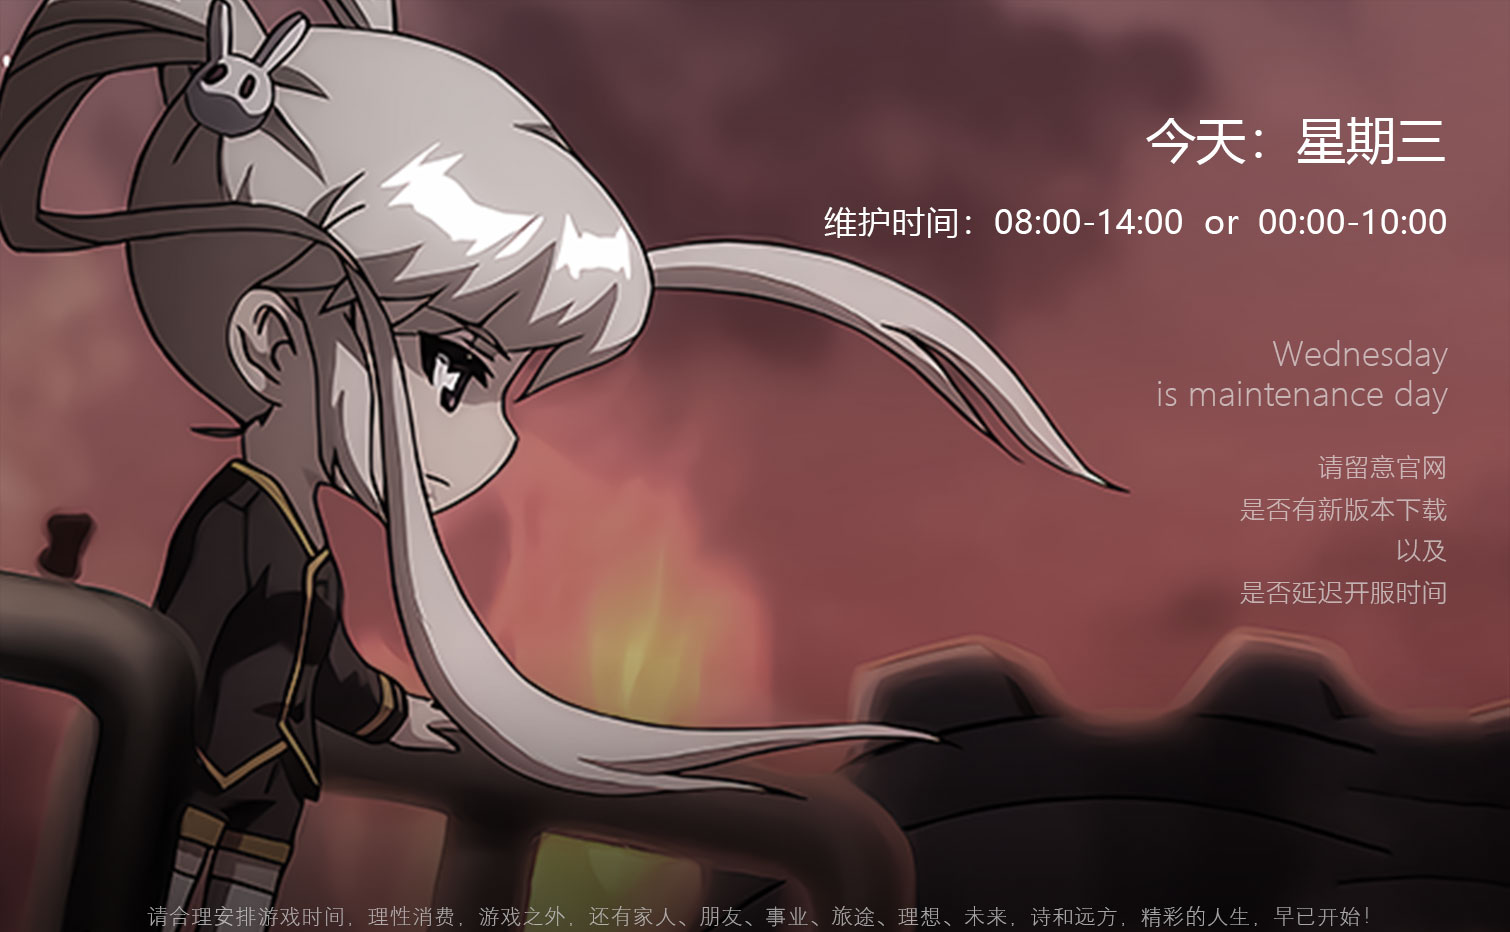 今天：星期三
维护时间：08:00-14:00 or 00:00-10:00
Wednesday
is maintenance day
请留意官网
是否有新版本下载
以及
是否延迟开服时间
请合理安排游戏时间，理性消费，游戏之外，还有家人、朋友、事业、旅途、理想、未来，诗和远方，精彩的人生，早已开始！